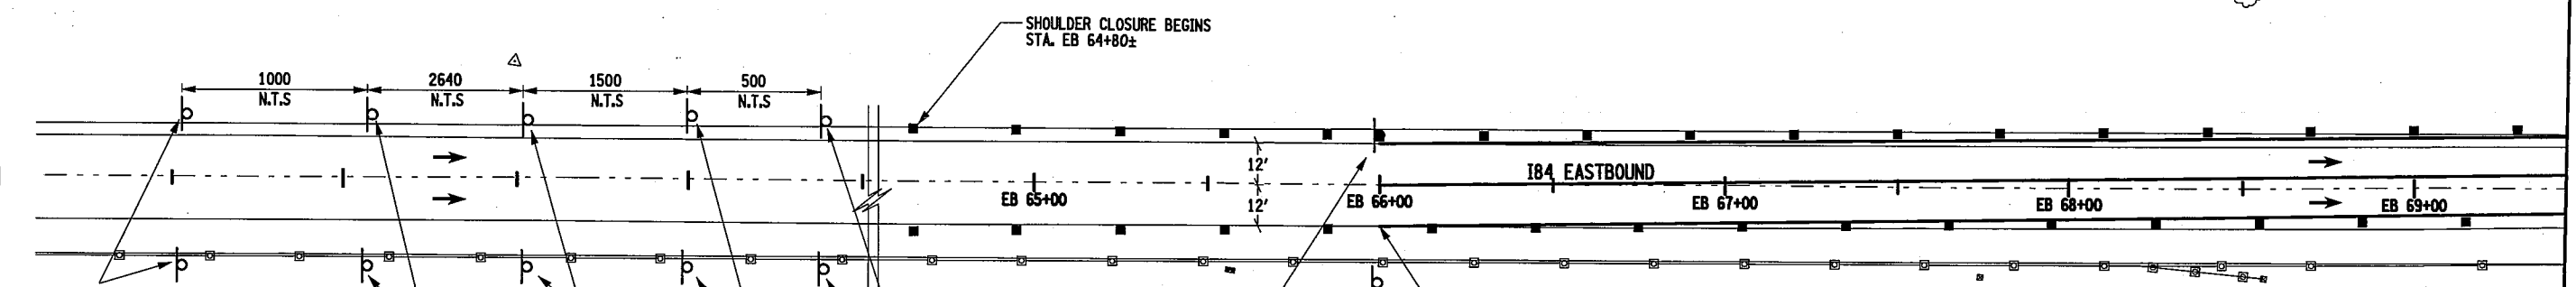 SHOULDER CLOSURE BEGINS
STA. EB 64+80±
1000
N.T.S
2640
N.T.S
1500
N.T.S
500
N.T.S
12'
12'
I84 EASTBOUND
EB 65+00
EB 66+00
EB 67+00
EB 68+00
EB 69+00